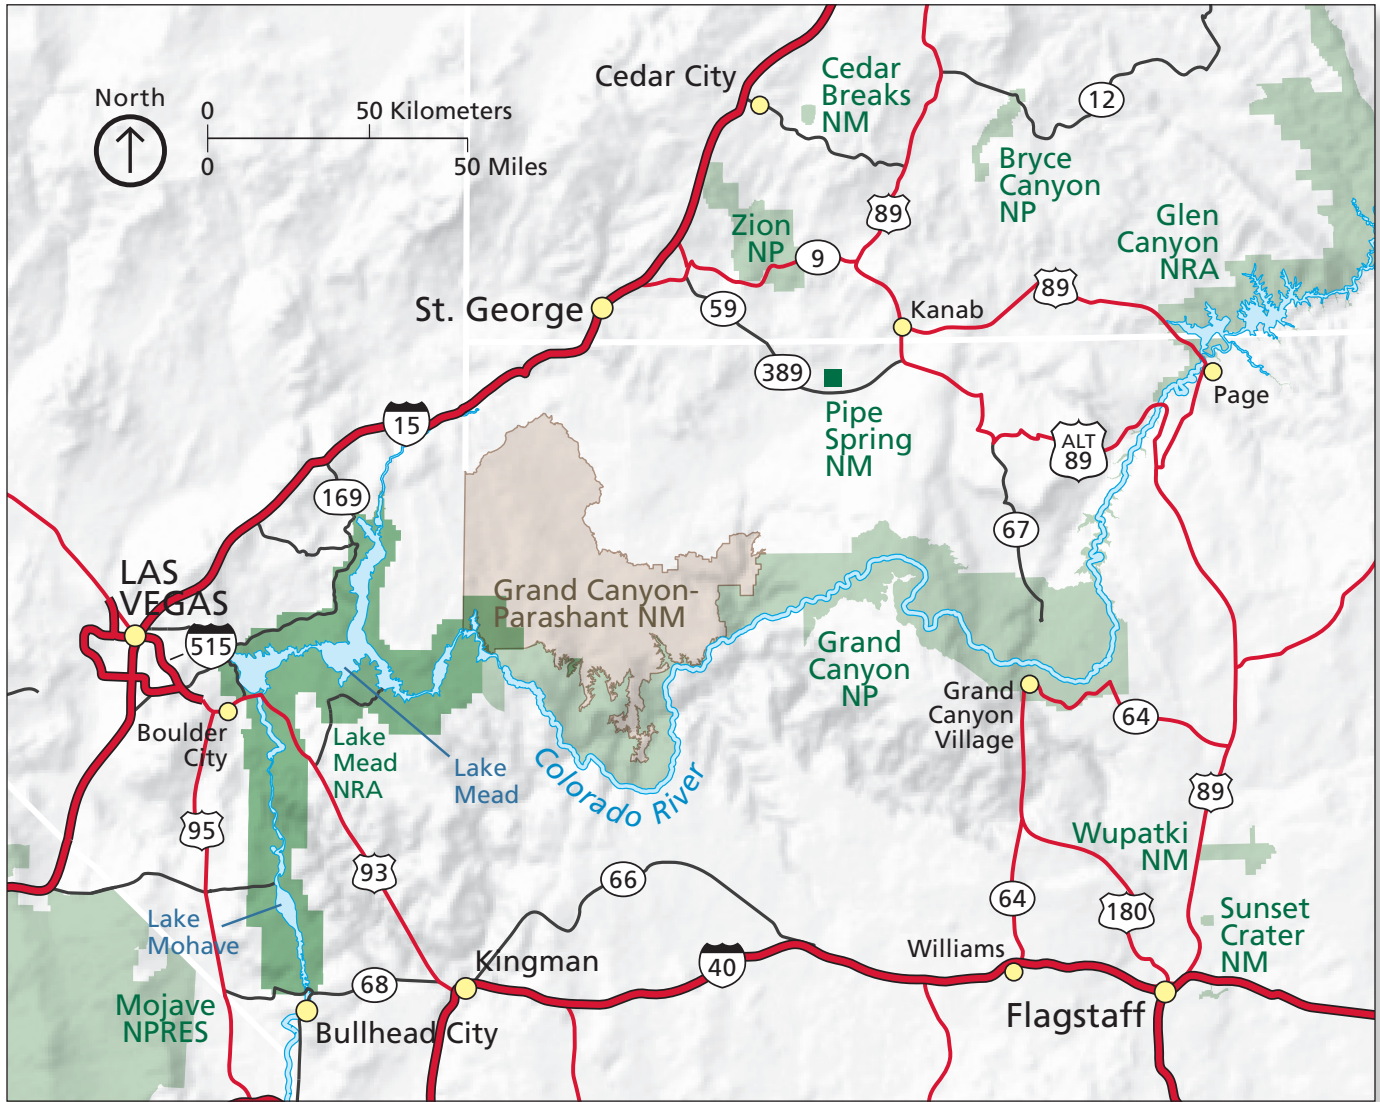 North
0
50 Kilometers
0
50 Miles
Cedar City
Cedar
Breaks
NM
12
Bryce
Canyon
NP
89
Zion
NP
9
Glen
Canyon
NRA
89
St. George
59
Kanab
389
Pipe
Spring
NM
Page
15
ALT
89
169
67
LAS
VEGAS
515
Grand Canyon-
Parashant NM
Grand
Canyon
NP
Grand
Canyon
Village
64
Boulder
City
Lake
Mead
NRA
Lake
Mead
Colorado River
89
95
93
66
Wupatki
NM
64
180
Sunset
Crater
NM
Lake
Mohave
Williams
Kingman
40
68
Mojave
NPRES
Bullhead City
Flagstaff